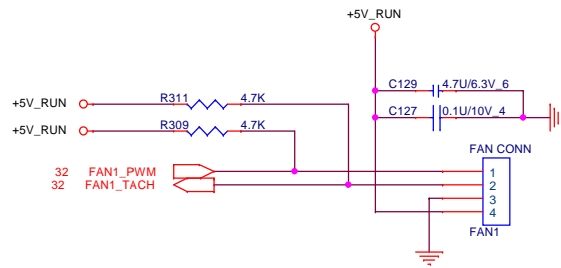 +5V_RUN
C129 4.7U/6.3V_6
R311 4.7K
+5V_RUN
C127 0.1U/10V_4
R309 4.7K
+5V_RUN
FAN CONN
32 FAN1_PWM 1
32 FAN1_TACH 2
3
4
FAN1